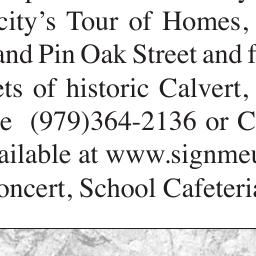 city's Tour of Homes,
and Pin Oak Street and f
ets of historic Calvert,
e (979)364-2136 or C
ailable at www.signmeu
oncert, School Cafeteria